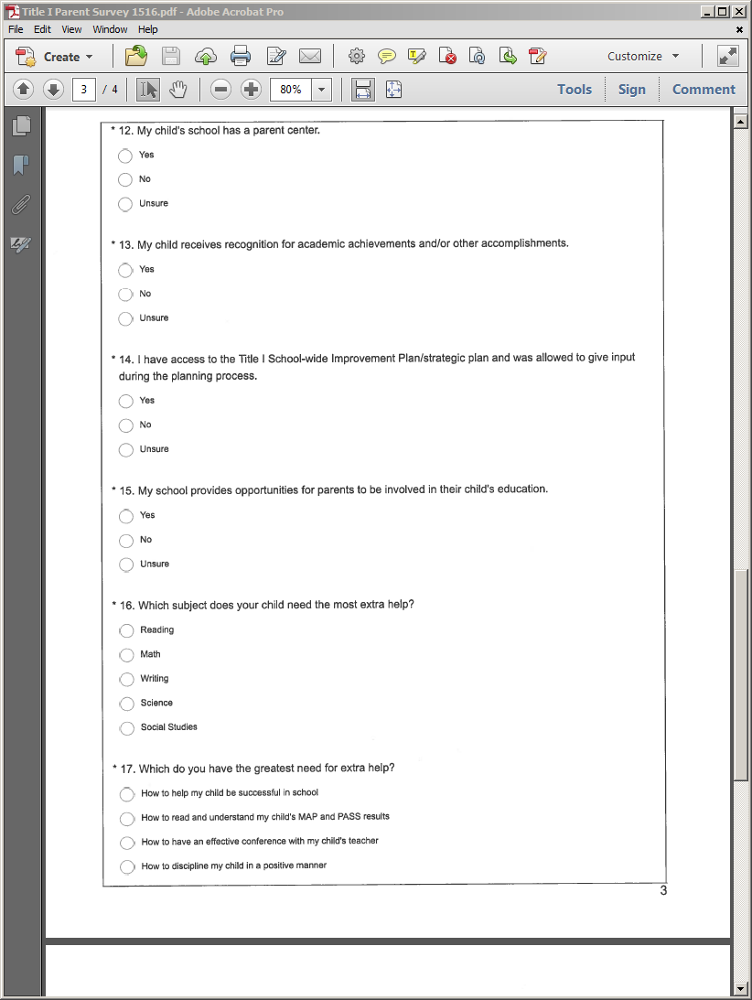 Title I Parent Survey 1516.pdf - Adobe Acrobat Pro
File Edit View Window Help
Create Customize
3 / 4 80% Tools Sign Comment
* 12. My child's school has a parent center.
Yes
No
Unsure
* 13. My child receives recognition for academic achievements and/or other accomplishments.
Yes
No
Unsure
* 14. I have access to the Title I School-wide Improvement Plan/strategic plan and was allowed to give input
during the planning process.
Yes
No
Unsure
* 15. My school provides opportunities for parents to be involved in their child's education.
Yes
No
Unsure
* 16. Which subject does your child need the most extra help?
Reading
Math
Writing
Science
Social Studies
* 17. Which do you have the greatest need for extra help?
How to help my child be successful in school
How to read and understand my child's MAP and PASS results
How to have an effective conference with my child's teacher
How to discipline my child in a positive manner
3